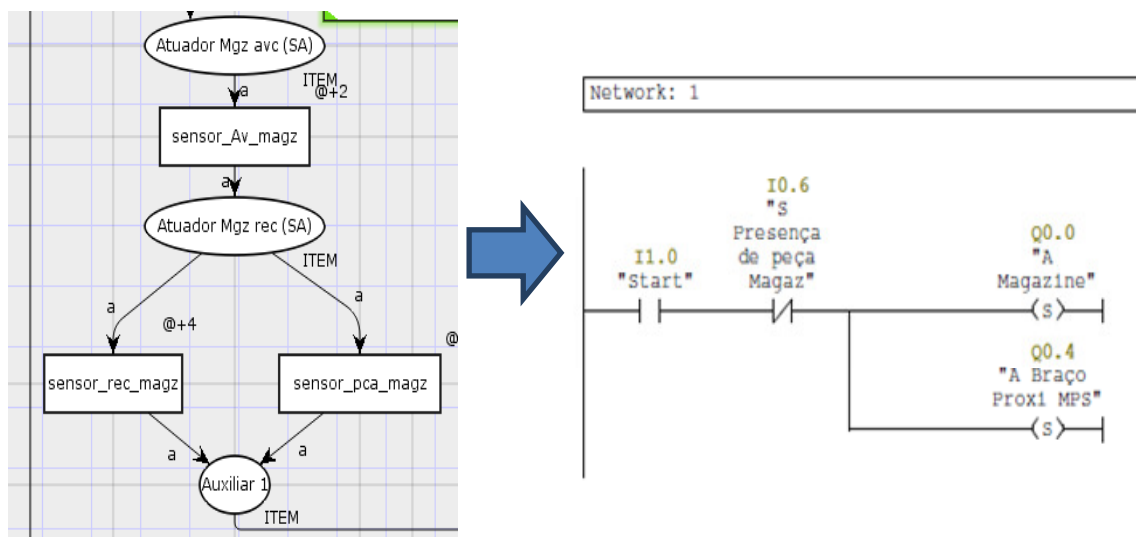 Atuador Mgz avc (SA)
ITEM
a
@+2
sensor_Av_magz
a
Atuador Mgz rec (SA)
ITEM
a
a
@+4
@
sensor_rec_magz
sensor_pca_magz
a
a
Auxiliar 1
ITEM
Network: 1
I1.0
"Start"
I0.6
"S
Presença
de peça
Magaz"
Q0.0
"A
Magazine"
(S)
Q0.4
"A Braço
Proxi MPS"
(S)